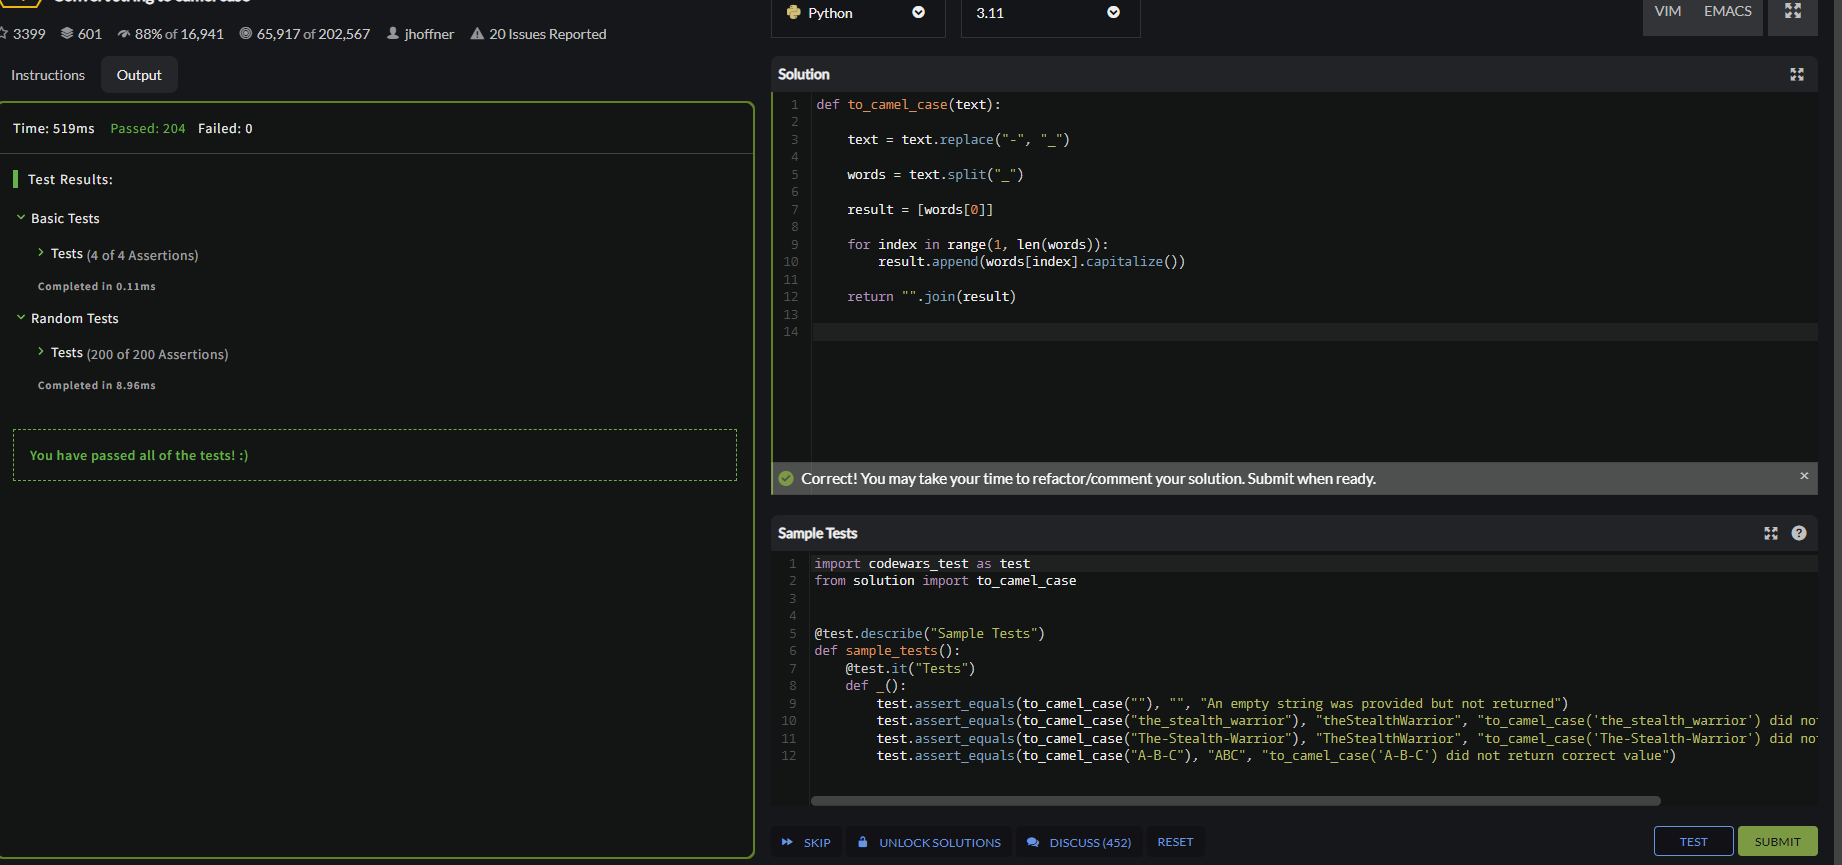 Convert string to camel case
3399 601 88% of 16,941 65,917 of 202,567 jhoffner 20 Issues Reported
Instructions Output
Time: 519ms Passed: 204 Failed: 0
Test Results:
Basic Tests
Tests (4 of 4 Assertions)
Completed in 0.11ms
Random Tests
Tests (200 of 200 Assertions)
Completed in 8.96ms
You have passed all of the tests! :)
Python 3.11 VIM EMACS
Solution
1 def to_camel_case(text):
2
3     text = text.replace("-", "_")
4
5     words = text.split("_")
6
7     result = [words[0]]
8
9     for index in range(1, len(words)):
10         result.append(words[index].capitalize())
11
12     return "".join(result)
13
14
Correct! You may take your time to refactor/comment your solution. Submit when ready. ×
Sample Tests ?
1 import codewars_test as test
2 from solution import to_camel_case
3
4
5 @test.describe("Sample Tests")
6 def sample_tests():
7     @test.it("Tests")
8     def _():
9         test.assert_equals(to_camel_case(""), "", "An empty string was provided but not returned")
10         test.assert_equals(to_camel_case("the_stealth_warrior"), "theStealthWarrior", "to_camel_case('the_stealth_warrior') did no
11         test.assert_equals(to_camel_case("The-Stealth-Warrior"), "TheStealthWarrior", "to_camel_case('The-Stealth-Warrior') did no
12         test.assert_equals(to_camel_case("A-B-C"), "ABC", "to_camel_case('A-B-C') did not return correct value")
SKIP UNLOCK SOLUTIONS DISCUSS (452) RESET TEST SUBMIT